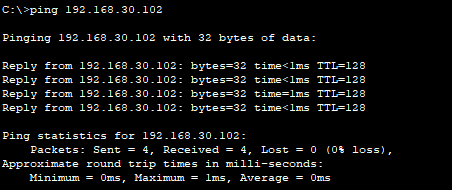 C:\>ping 192.168.30.102
Pinging 192.168.30.102 with 32 bytes of data:
Reply from 192.168.30.102: bytes=32 time<1ms TTL=128
Reply from 192.168.30.102: bytes=32 time<1ms TTL=128
Reply from 192.168.30.102: bytes=32 time=1ms TTL=128
Reply from 192.168.30.102: bytes=32 time<1ms TTL=128
Ping statistics for 192.168.30.102:
Packets: Sent = 4, Received = 4, Lost = 0 (0% loss),
Approximate round trip times in milli-seconds:
Minimum = 0ms, Maximum = 1ms, Average = 0ms